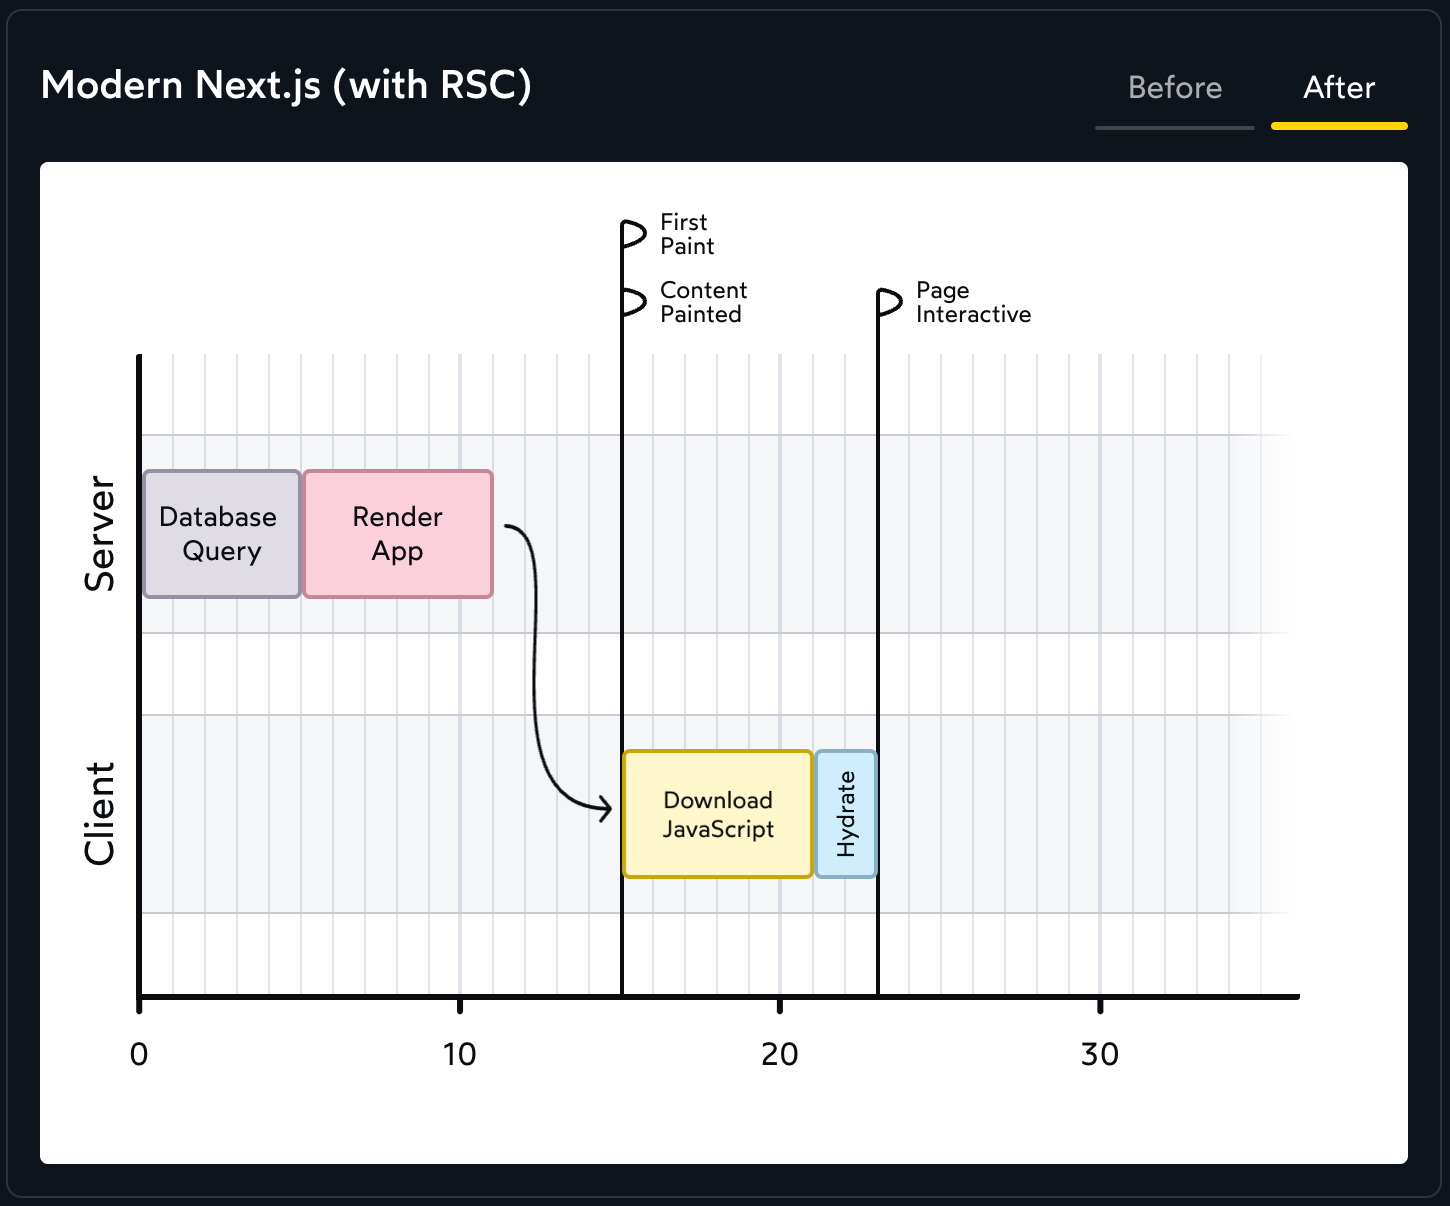 Modern Next.js (with RSC)
Before
After
First
Paint
Content
Painted
Page
Interactive
Server
Database
Query
Render
App
Client
Download
JavaScript
Hydrate
0
10
20
30